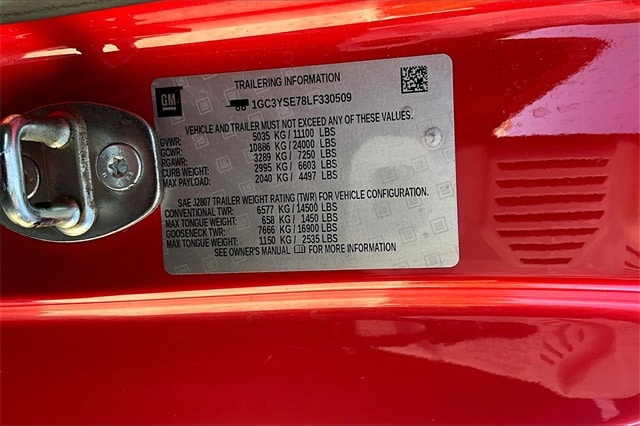 GM
TRAILERING INFORMATION
1GC3YSE78LF330509
VEHICLE AND TRAILER MUST NOT EXCEED ANY OF THESE VALUES.
GVWR: 5035 KG / 11100 LBS
GCWR: 10886 KG / 24000 LBS
RGAWR: 3289 KG / 7250 LBS
CURB WEIGHT: 2995 KG / 6603 LBS
MAX PAYLOAD: 2040 KG / 4497 LBS
SAE J2807 TRAILER WEIGHT RATING (TWR) FOR VEHICLE CONFIGURATION.
CONVENTIONAL TWR: 6577 KG / 14500 LBS
MAX TONGUE WEIGHT: 658 KG / 1450 LBS
GOOSENECK TWR: 7666 KG / 16900 LBS
MAX TONGUE WEIGHT: 1150 KG / 2535 LBS
SEE OWNER'S MANUAL FOR MORE INFORMATION